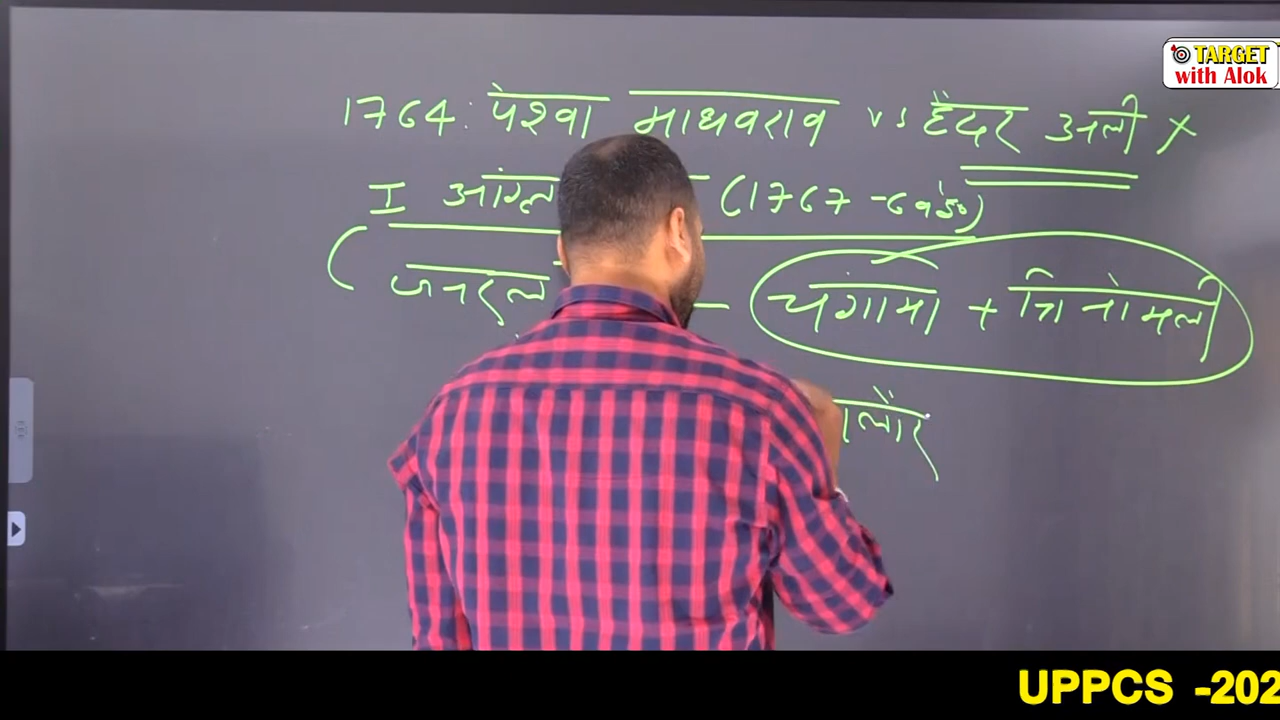 TARGET
with Alok
1764: पेशवा माधवराव vs हैदर अली X
I आंग्ल (1767-69ई०)
जनरल — चंगामा + त्रिनोमली
UPPCS -202